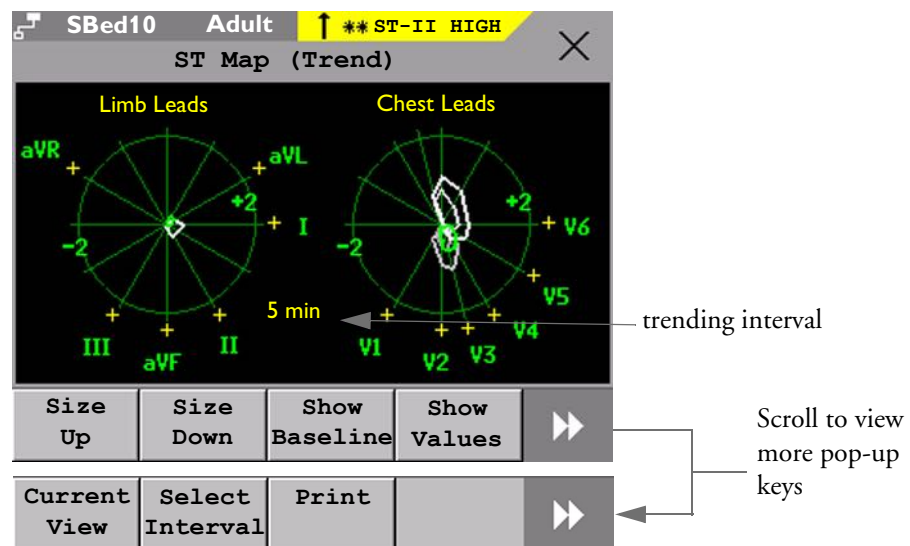 SBed10 Adult ↑ **ST-II HIGH
ST Map (Trend)
Limb Leads Chest Leads
aVR aVL
+2 +2
I V6
-2 -2
V5
5 min
trending interval
III II V1 V4
aVF V2 V3
Size Up
Size Down
Show Baseline
Show Values
Scroll to view
more pop-up
keys
Current View
Select Interval
Print